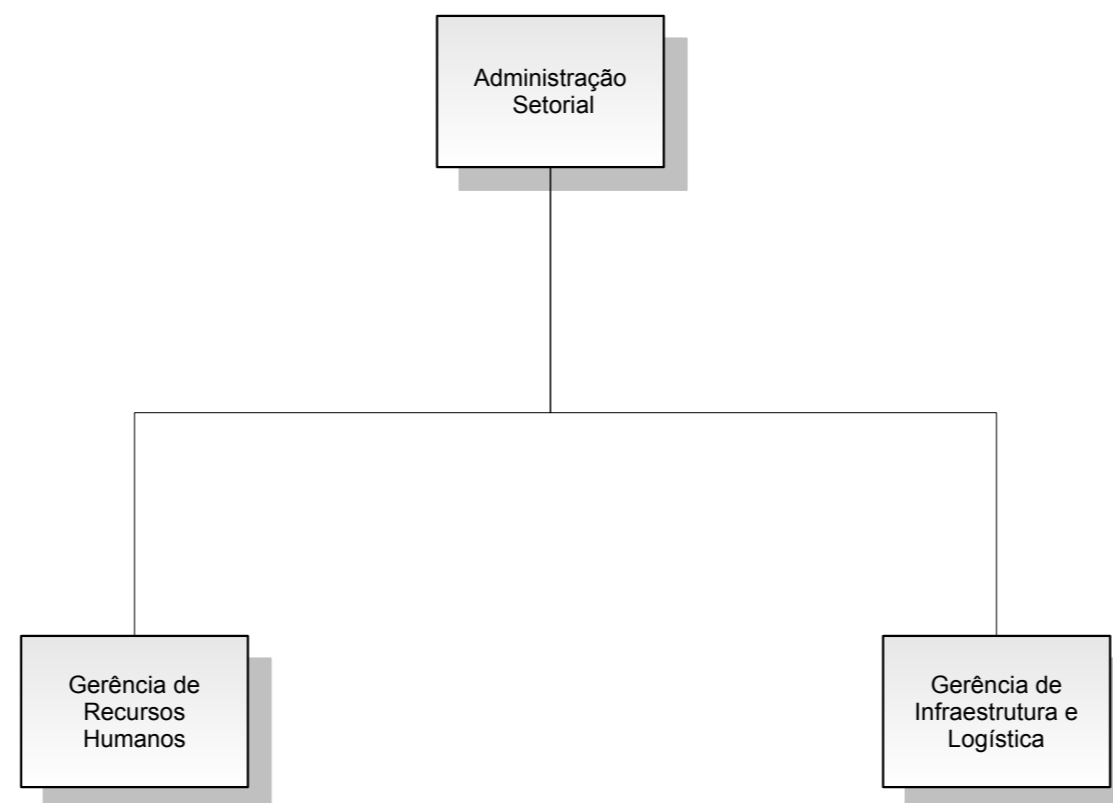 Administração
Setorial
Gerência de
Recursos
Humanos
Gerência de
Infraestrutura e
Logística